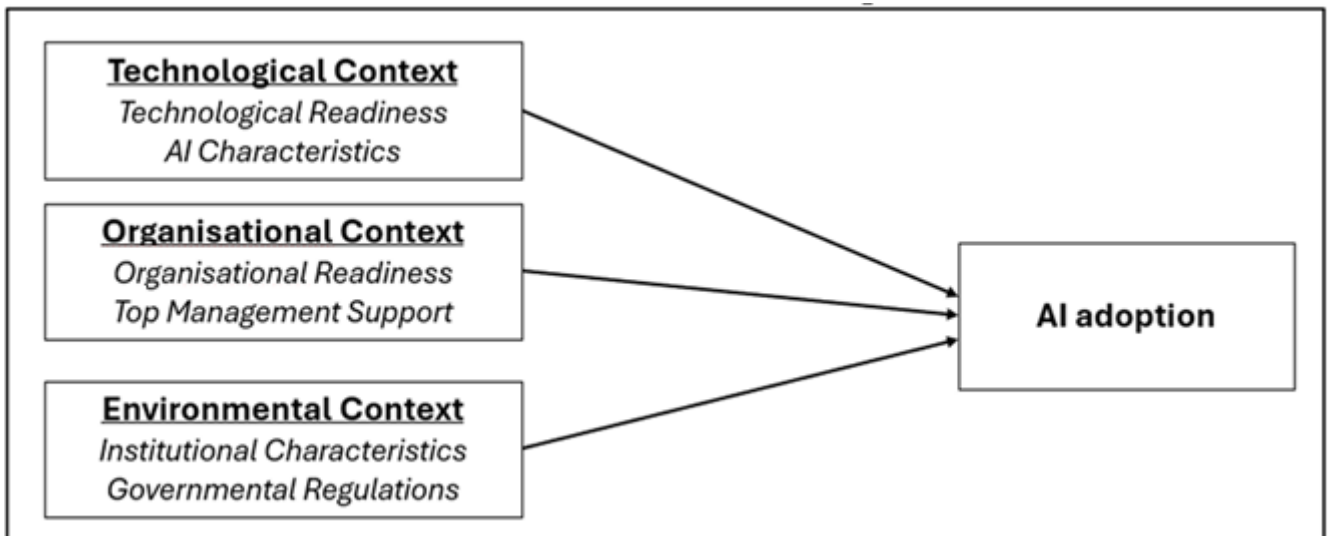 Technological Context
Technological Readiness
AI Characteristics
Organisational Context
Organisational Readiness
Top Management Support
Environmental Context
Institutional Characteristics
Governmental Regulations
AI adoption